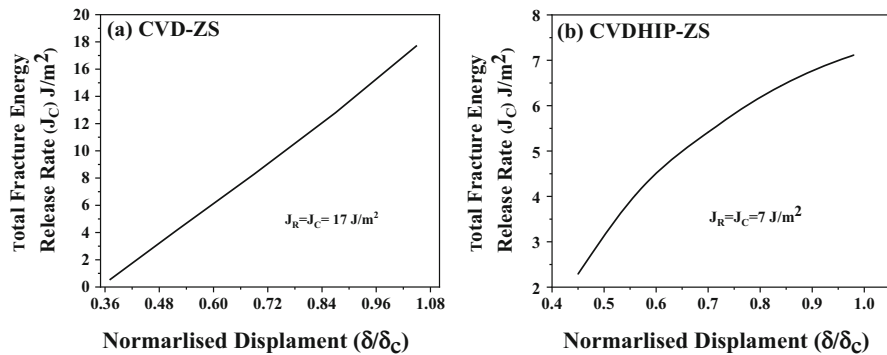 (a) CVD-ZS
Total Fracture Energy
Release Rate (J_C) J/m²
18
16
14
12
10
8
6
4
2
0
J_R=J_C= 17 J/m²
0.36 0.48 0.60 0.72 0.84 0.96 1.08
Normarlised Displament (δ/δ_C)
(b) CVDHIP-ZS
Total Fracture Energy
Release Rate (J_C) J/m²
8
7
6
5
4
3
2
J_R=J_C=7 J/m²
0.4 0.5 0.6 0.7 0.8 0.9 1.0
Normarlised Displament (δ/δ_C)